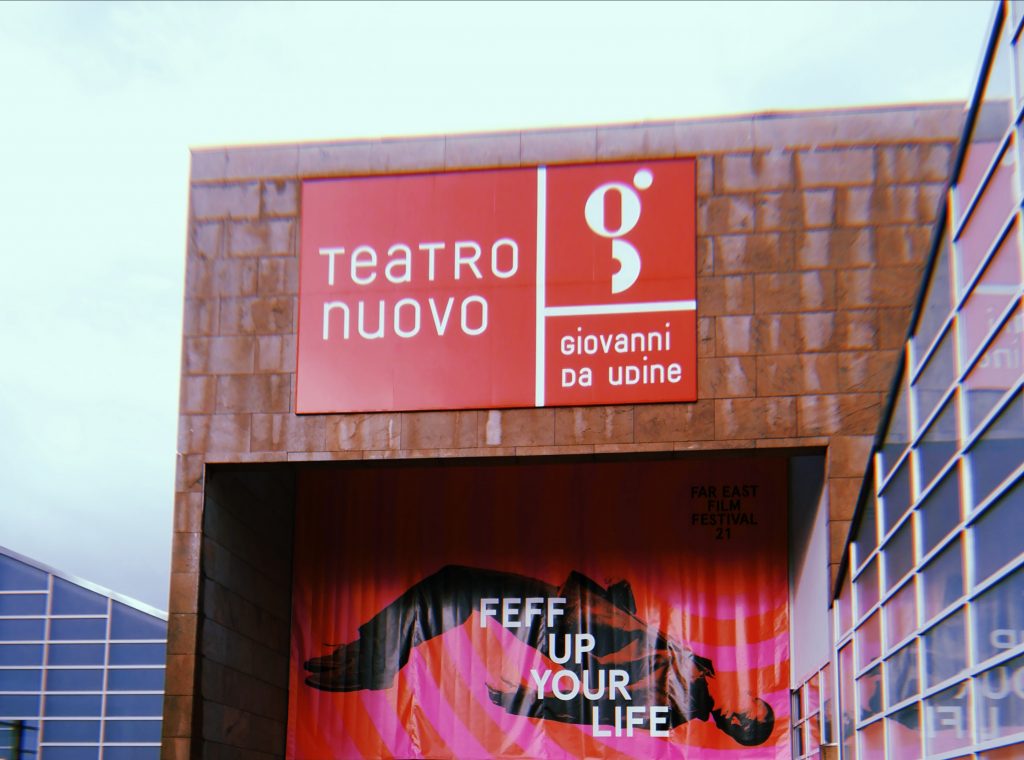 TEATRO
NUOVO
g
GIOVANNI
DA UDINE
FAR EAST
FILM
FESTIVAL
21
FEFF
UP
YOUR
LIFE